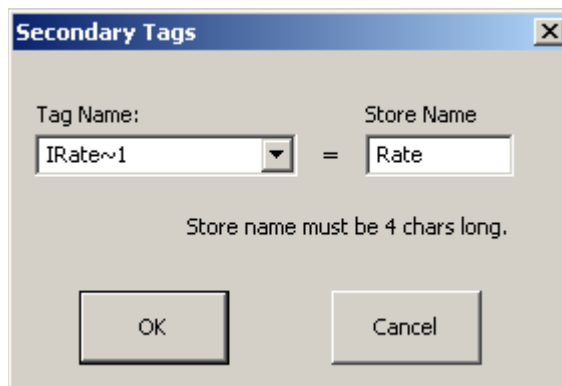 Secondary Tags
Tag Name: Store Name
IRate~1 = Rate
Store name must be 4 chars long.
OK Cancel